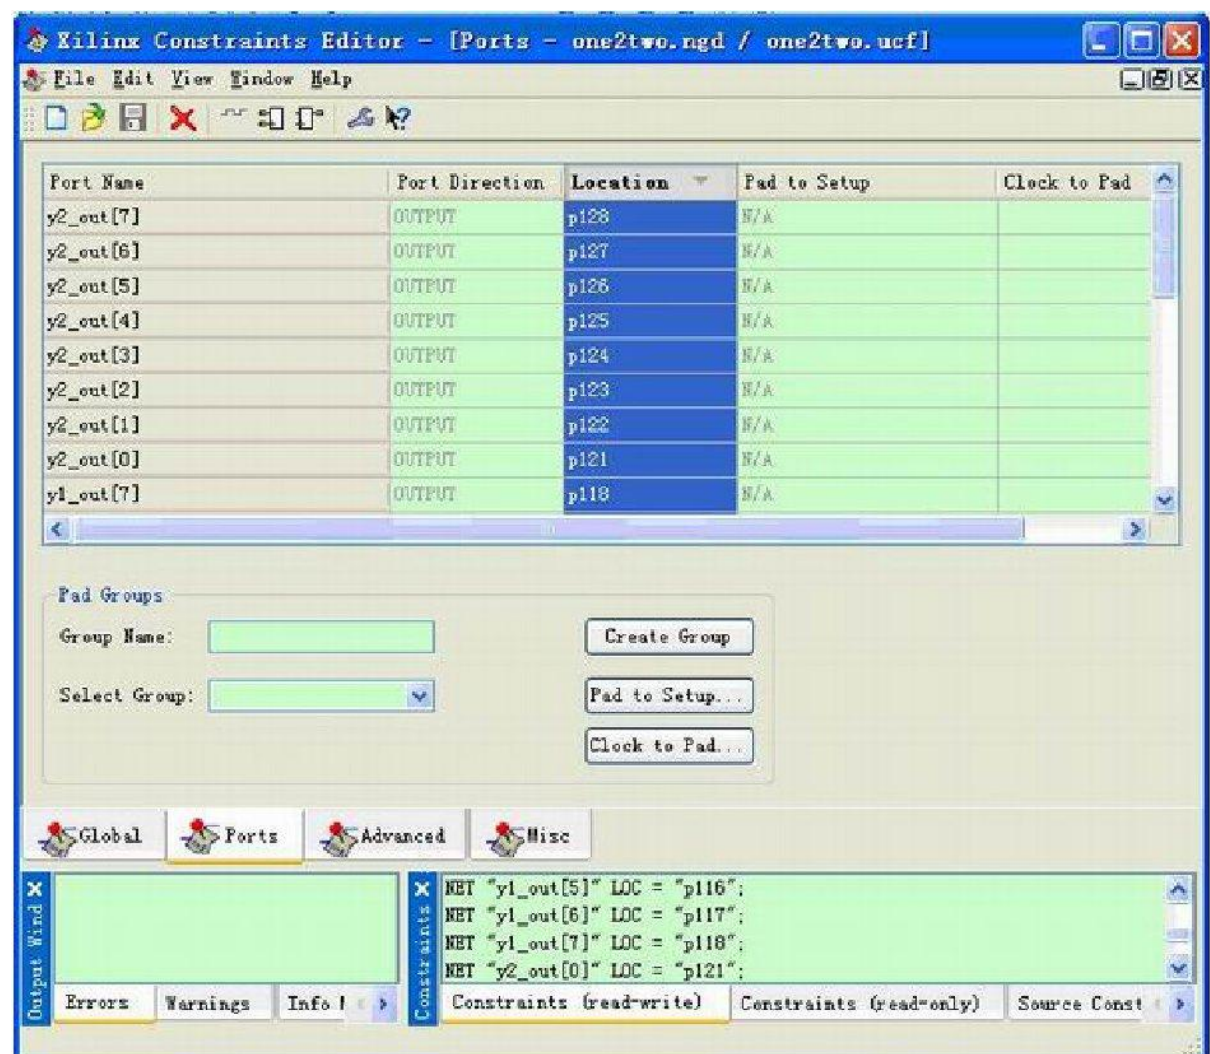 Xilinx Constraints Editor - [Ports - one2two.ngd / one2two.ucf]
File Edit View Window Help
Port Name Port Direction Location Pad to Setup Clock to Pad
y2_out[7] OUTPUT p128 N/A
y2_out[6] OUTPUT p127 N/A
y2_out[5] OUTPUT p126 N/A
y2_out[4] OUTPUT p125 N/A
y2_out[3] OUTPUT p124 N/A
y2_out[2] OUTPUT p123 N/A
y2_out[1] OUTPUT p122 N/A
y2_out[0] OUTPUT p121 N/A
y1_out[7] OUTPUT p118 N/A
Pad Groups
Group Name: Create Group
Select Group: Pad to Setup...
Clock to Pad...
Global Ports Advanced Misc
Output Wind
Constraints
NET "y1_out[5]" LOC = "p116";
NET "y1_out[6]" LOC = "p117";
NET "y1_out[7]" LOC = "p118";
NET "y2_out[0]" LOC = "p121";
Errors Warnings Info Constraints (read-write) Constraints (read-only) Source Const